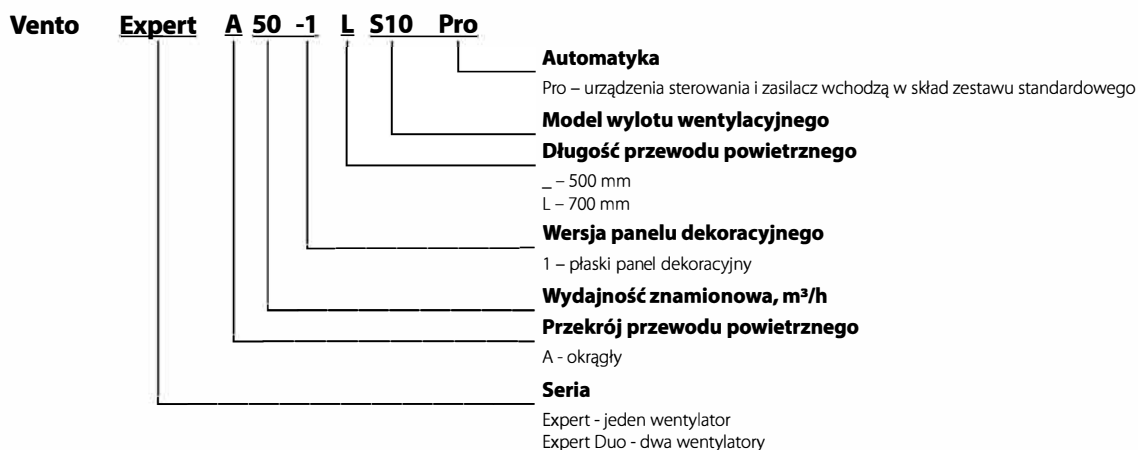 Vento Expert A 50 -1 L S10 Pro
Automatyka
Pro – urządzenia sterowania i zasilacz wchodzą w skład zestawu standardowego
Model wylotu wentylacyjnego
Długość przewodu powietrznego
_ – 500 mm
L – 700 mm
Wersja panelu dekoracyjnego
1 – płaski panel dekoracyjny
Wydajność znamionowa, m³/h
Przekrój przewodu powietrznego
A - okrągły
Seria
Expert - jeden wentylator
Expert Duo - dwa wentylatory